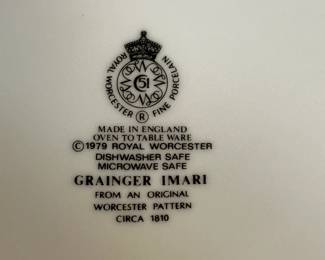 ROYAL WORCESTER FINE PORCELAIN
C 51
®
MADE IN ENGLAND
OVEN TO TABLE WARE
© 1979 ROYAL WORCESTER
DISHWASHER SAFE
MICROWAVE SAFE
GRAINGER IMARI
FROM AN ORIGINAL
WORCESTER PATTERN
CIRCA 1810